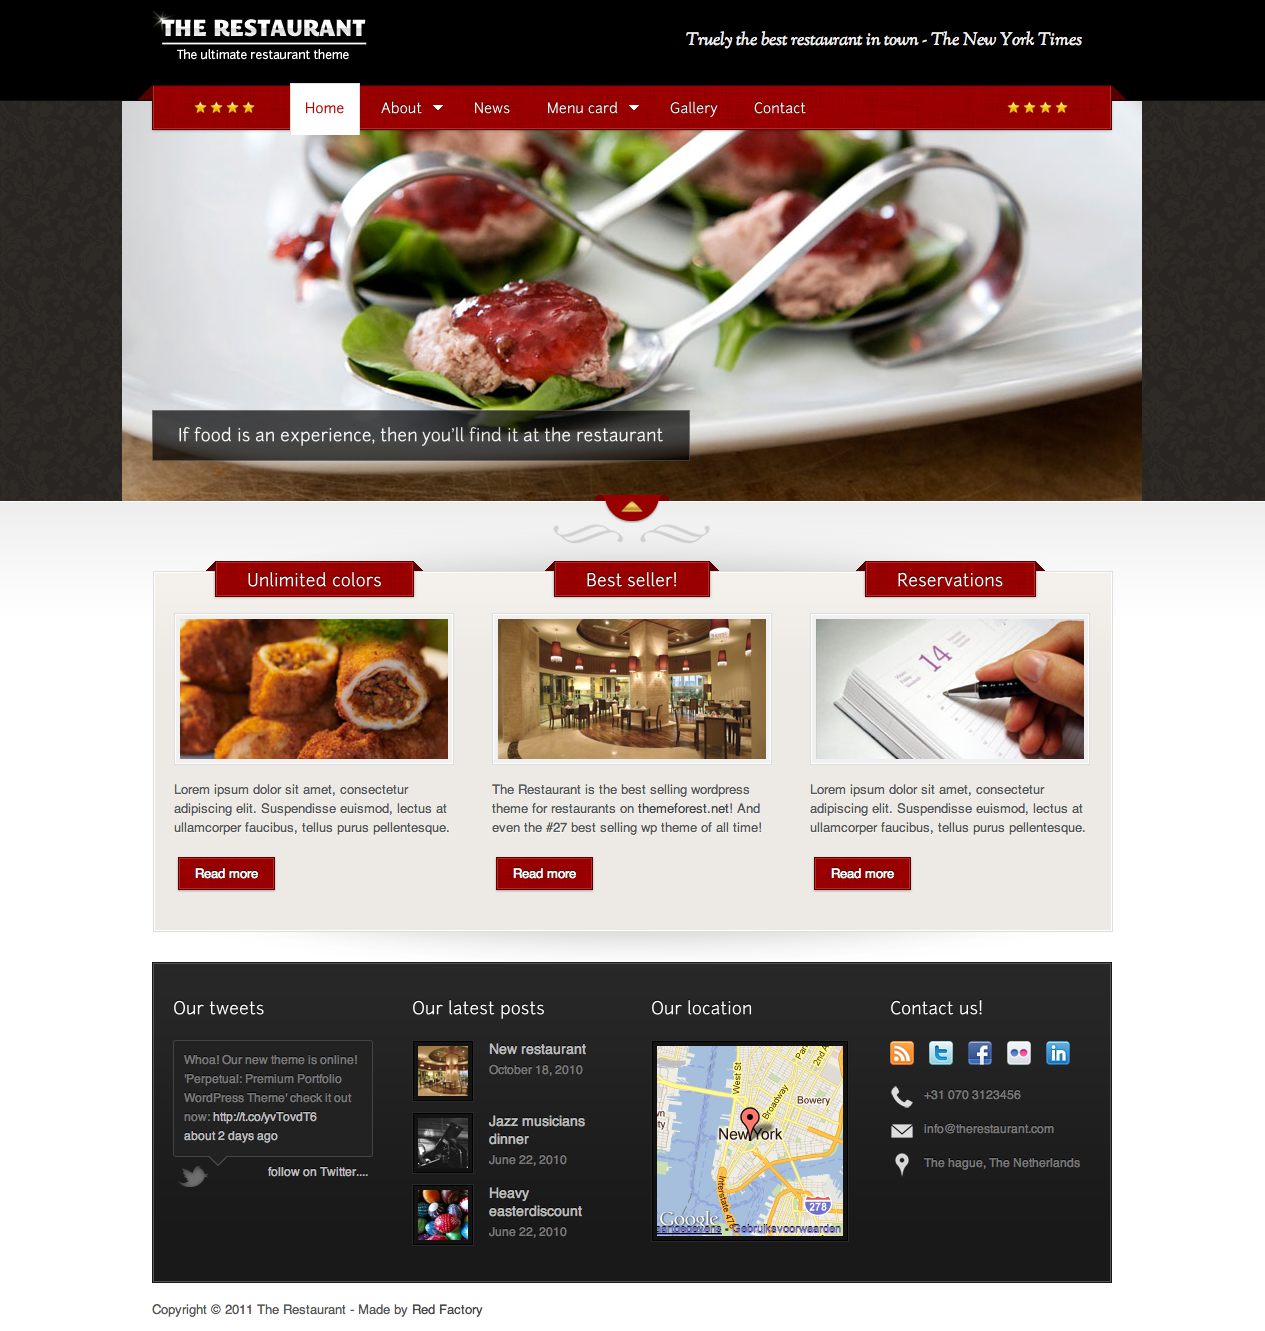 THE RESTAURANT
The ultimate restaurant theme
Truely the best restaurant in town - The New York Times
Home About News Menu card Gallery Contact
If food is an experience, then you'll find it at the restaurant
Unlimited colors
Best seller!
Reservations
14
Lorem ipsum dolor sit amet, consectetur
adipiscing elit. Suspendisse euismod, lectus at
ullamcorper faucibus, tellus purus pellentesque.
Read more
The Restaurant is the best selling wordpress
theme for restaurants on themeforest.net! And
even the #27 best selling wp theme of all time!
Read more
Lorem ipsum dolor sit amet, consectetur
adipiscing elit. Suspendisse euismod, lectus at
ullamcorper faucibus, tellus purus pellentesque.
Read more
Our tweets
Whoa! Our new theme is online!
'Perpetual: Premium Portfolio
WordPress Theme' check it out
now: http://t.co/yvTovdT6
about 2 days ago
follow on Twitter....
Our latest posts
New restaurant
October 18, 2010
Jazz musicians
dinner
June 22, 2010
Heavy
easterdiscount
June 22, 2010
Our location
West St
Broadway
Bowery
2nd A
New York
Interstate 478
278
Google
- Gebruiksvoorwaarden
Contact us!
+31 070 3123456
info@therestaurant.com
The hague, The Netherlands
Copyright © 2011 The Restaurant - Made by Red Factory